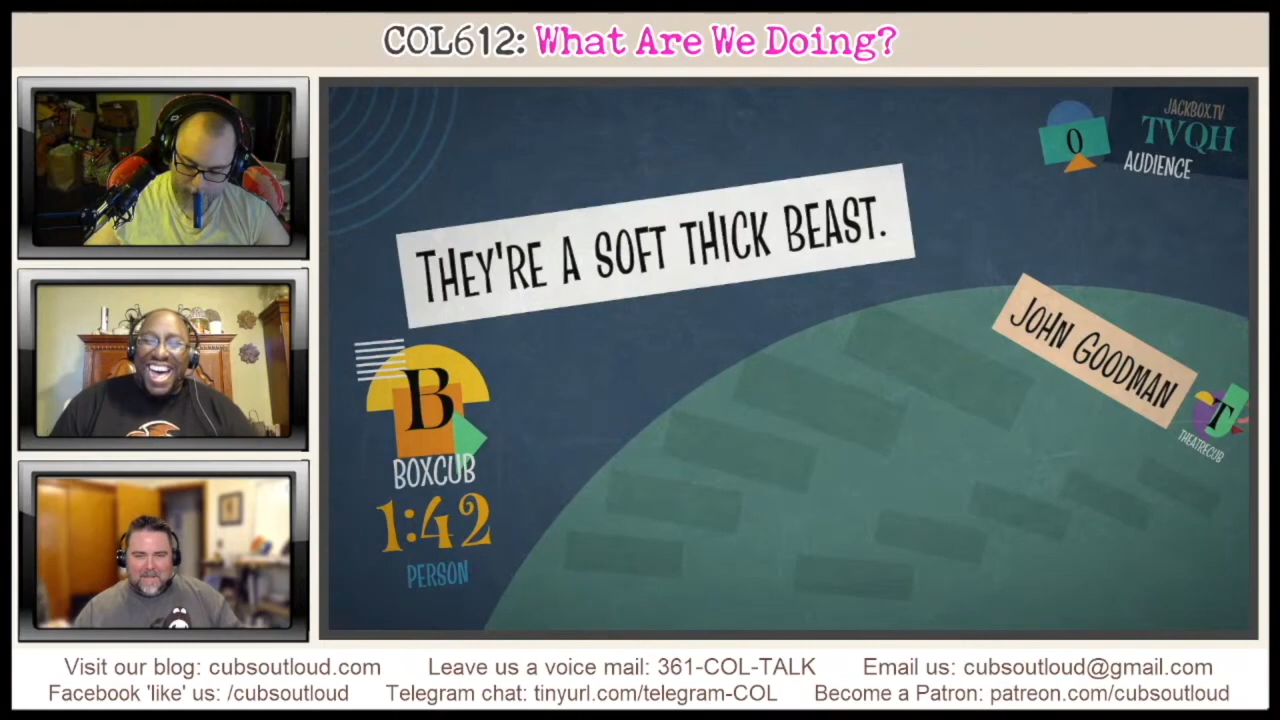 COL612: What Are We Doing?
JACKBOX.TV
TVQH
0
AUDIENCE
THEY'RE A SOFT THICK BEAST.
JOHN GOODMAN
T
THEATRECUB
B
BOXCUB
1:42
PERSON
Visit our blog: cubsoutloud.com Leave us a voice mail: 361-COL-TALK Email us: cubsoutloud@gmail.com
Facebook 'like' us: /cubsoutloud Telegram chat: tinyurl.com/telegram-COL Become a Patron: patreon.com/cubsoutloud